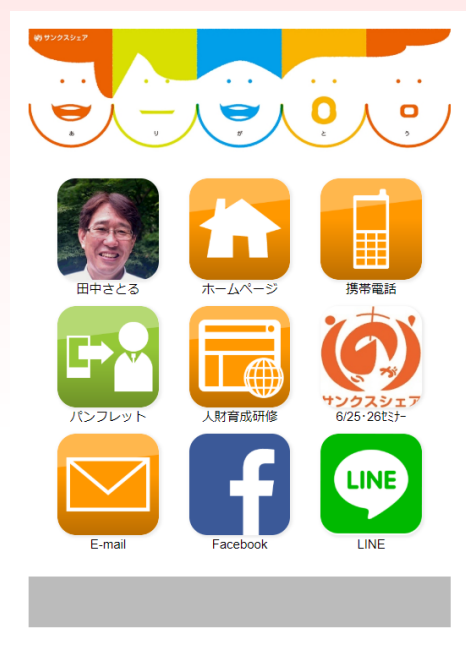 サンクスシェア
あ り が と う
田中さとる ホームページ 携帯電話
サンクスシェア
パンフレット 人財育成研修 6/25・26ｾﾐﾅｰ
LINE
E-mail Facebook LINE